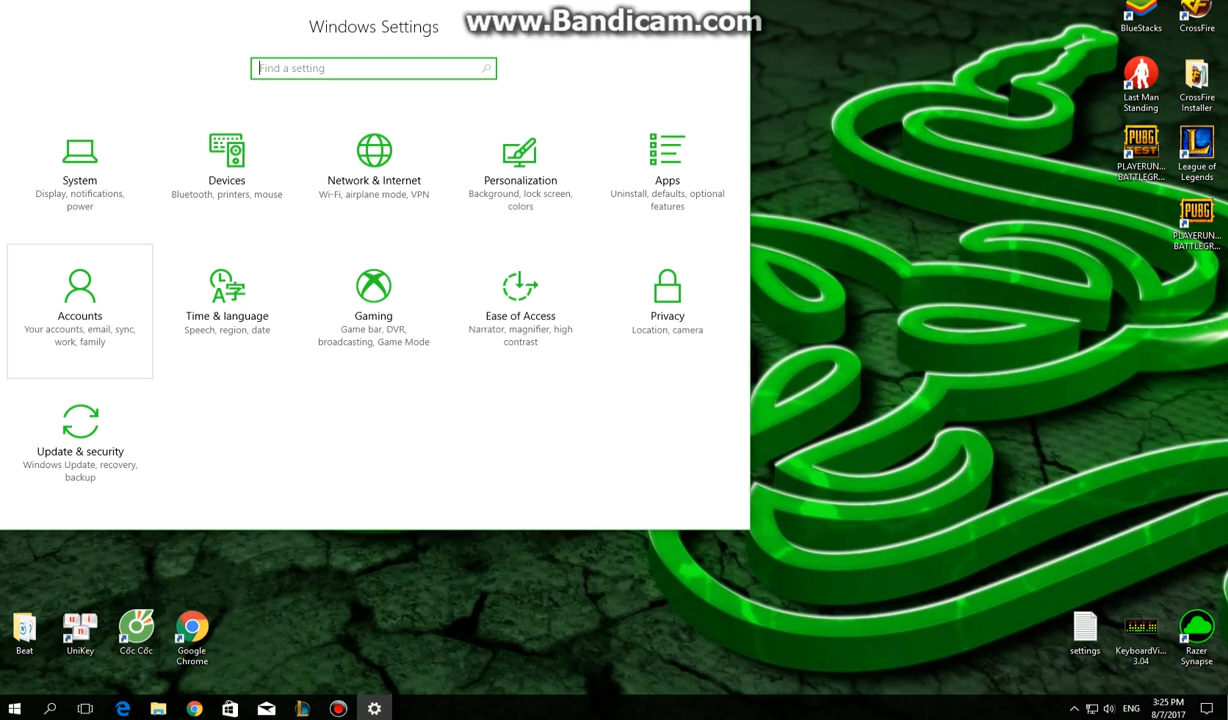 Windows Settings
www.Bandicam.com
Find a setting
System
Display, notifications,
power
Devices
Bluetooth, printers, mouse
Network & Internet
Wi-Fi, airplane mode, VPN
Personalization
Background, lock screen,
colors
Apps
Uninstall, defaults, optional
features
Accounts
Your accounts, email, sync,
work, family
Time & language
Speech, region, date
Gaming
Game bar, DVR,
broadcasting, Game Mode
Ease of Access
Narrator, magnifier, high
contrast
Privacy
Location, camera
Update & security
Windows Update, recovery,
backup
BlueStacks
CrossFire
Last Man
Standing
CrossFire
Installer
PUBG
TEST
PLAYERUN...
BATTLEGR...
League of
Legends
PUBG
PLAYERUN...
BATTLEGR...
Beat
UniKey
Cốc Cốc
Google
Chrome
settings
KeyboardVi...
3.04
Razer
Synapse
ENG
3:25 PM
8/7/2017